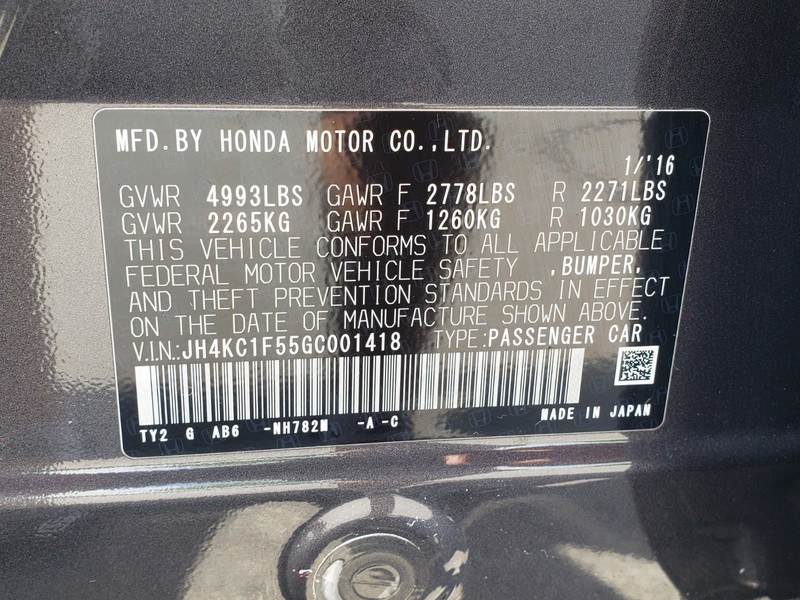 MFD.BY HONDA MOTOR CO.,LTD.
1/'16
GVWR 4993LBS GAWR F 2778LBS R 2271LBS
GVWR 2265KG GAWR F 1260KG R 1030KG
THIS VEHICLE CONFORMS TO ALL APPLICABLE
FEDERAL MOTOR VEHICLE SAFETY ,BUMPER,
AND THEFT PREVENTION STANDARDS IN EFFECT
ON THE DATE OF MANUFACTURE SHOWN ABOVE.
V.I.N.:JH4KC1F55GC001418 TYPE:PASSENGER CAR
MADE IN JAPAN
TY2 G AB6 -NH782M -A -C